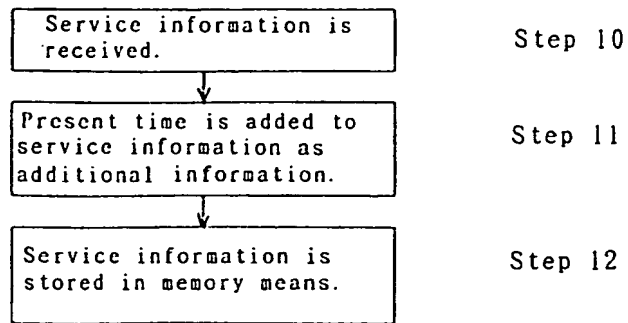 Service information is
received.
Step 10
Present time is added to
service information as
additional information.
Step 11
Service information is
stored in memory means.
Step 12